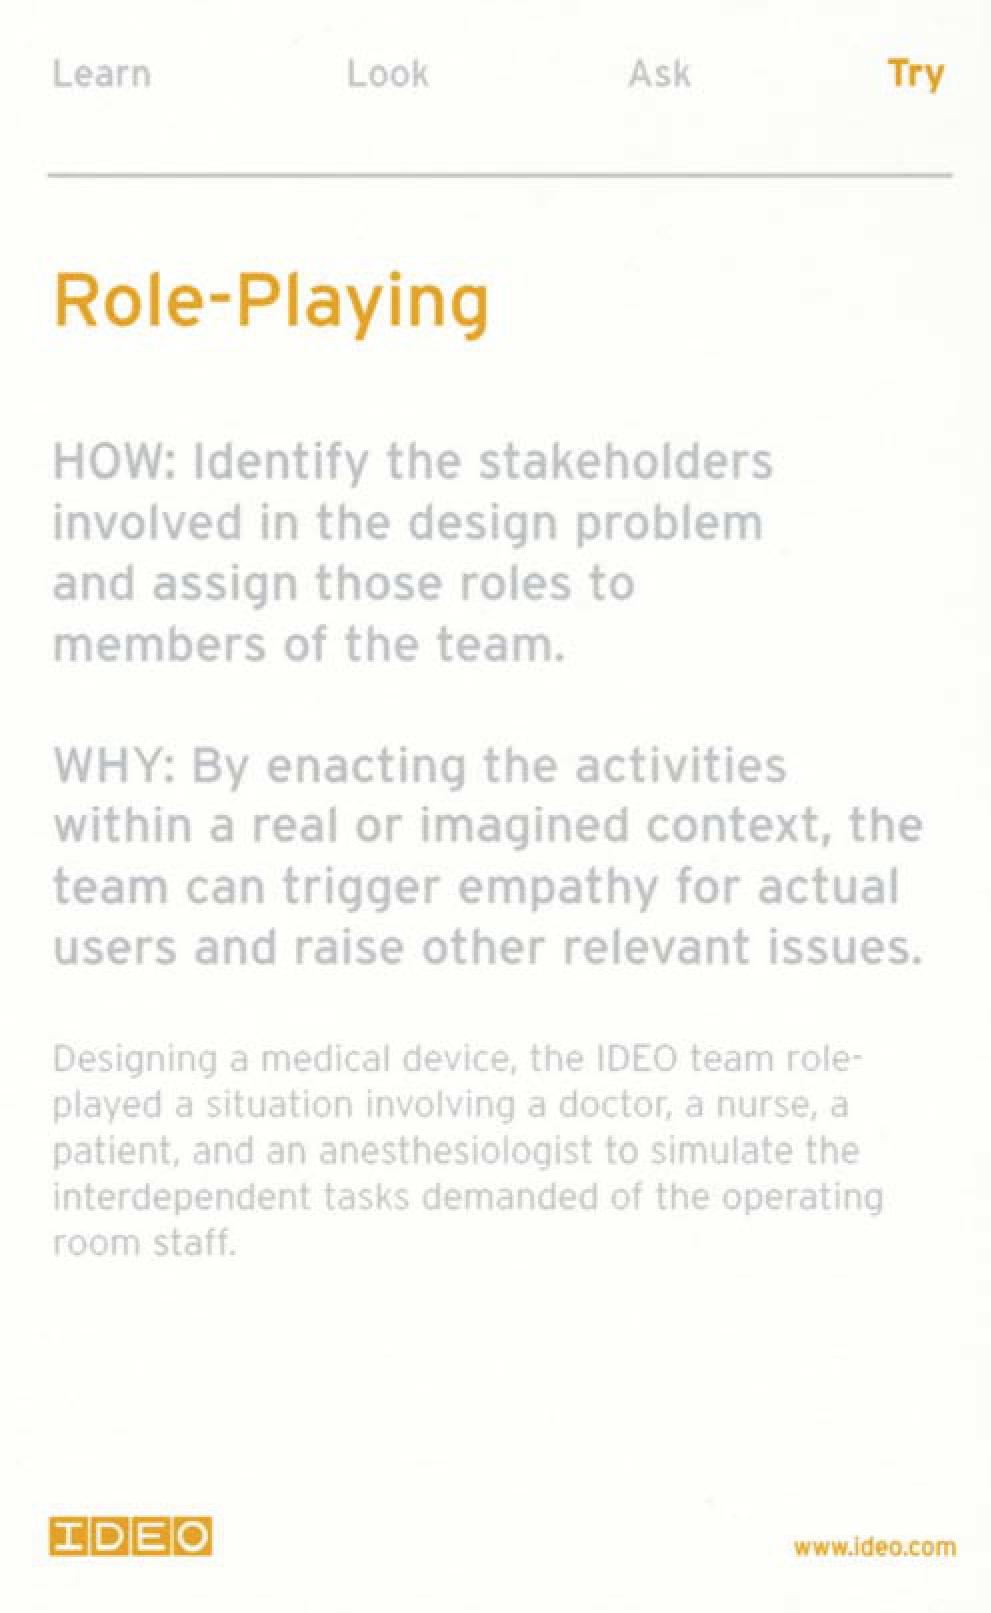 Learn Look Ask Try
Role-Playing
HOW: Identify the stakeholders
involved in the design problem
and assign those roles to
members of the team.
WHY: By enacting the activities
within a real or imagined context, the
team can trigger empathy for actual
users and raise other relevant issues.
Designing a medical device, the IDEO team role-
played a situation involving a doctor, a nurse, a
patient, and an anesthesiologist to simulate the
interdependent tasks demanded of the operating
room staff.
IDEO
www.ideo.com